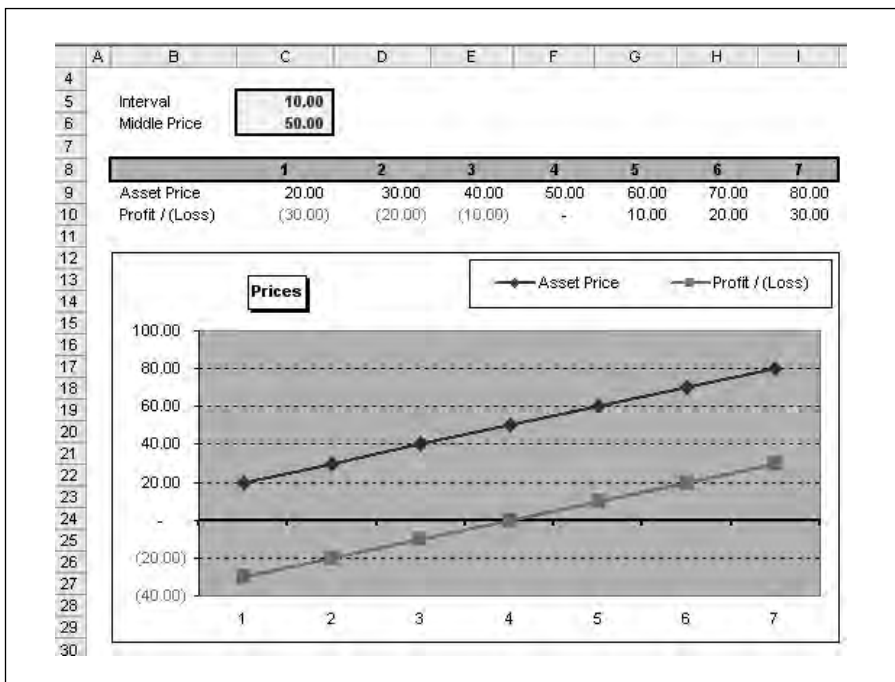 A B C D E F G H I
4
5 Interval 10.00
6 Middle Price 50.00
7
8 1 2 3 4 5 6 7
9 Asset Price 20.00 30.00 40.00 50.00 60.00 70.00 80.00
10 Profit / (Loss) (30.00) (20.00) (10.00) - 10.00 20.00 30.00
11
12
13 Prices Asset Price Profit / (Loss)
14
15 100.00
16
17 80.00
18
19 60.00
20
21 40.00
22 20.00
23
24 -
25
26 (20.00)
27
28 (40.00)
29 1 2 3 4 5 6 7
30